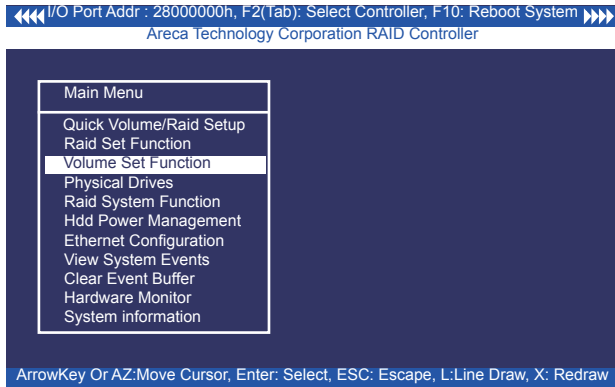 I/O Port Addr : 28000000h, F2(Tab): Select Controller, F10: Reboot System
Areca Technology Corporation RAID Controller
Main Menu
Quick Volume/Raid Setup
Raid Set Function
Volume Set Function
Physical Drives
Raid System Function
Hdd Power Management
Ethernet Configuration
View System Events
Clear Event Buffer
Hardware Monitor
System information
ArrowKey Or AZ:Move Cursor, Enter: Select, ESC: Escape, L:Line Draw, X: Redraw